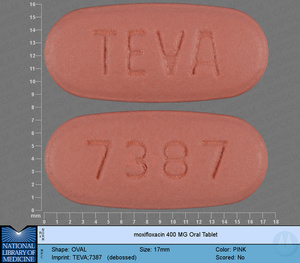 TEVA
7387
mm
moxifloxacin 400 MG Oral Tablet
NATIONAL
LIBRARY OF
MEDICINE
Shape: OVAL Size: 17mm Color: PINK
Imprint: TEVA;7387 (debossed) Scored: No